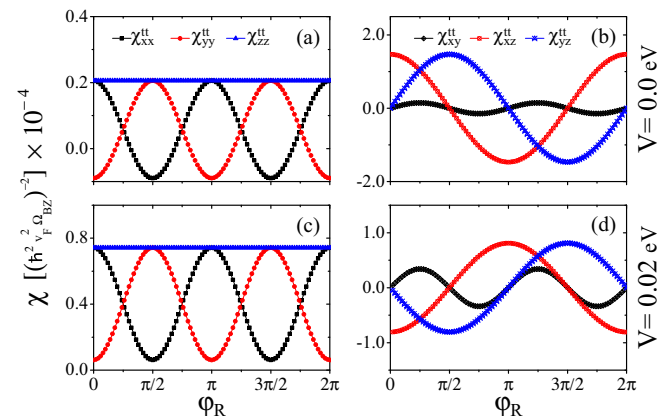 χ^tt_xx χ^tt_yy χ^tt_zz (a)
0.4
0.2
0.0
χ^tt_xy χ^tt_xz χ^tt_yz (b)
2.0
0.0
-2.0
V= 0.0 eV
χ [(ħ² v_F² Ω_BZ)⁻²] × 10⁻⁴
(c)
0.8
0.4
0.0
0 π/2 π 3π/2 2π
φ_R
(d)
1.0
0.0
-1.0
0 π/2 π 3π/2 2π
φ_R
V= 0.02 eV